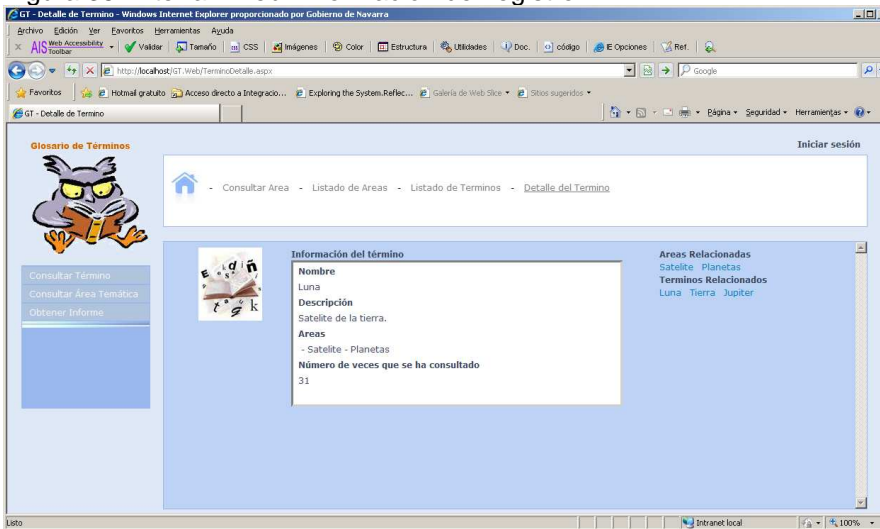 GT - Detalle de Termino - Windows Internet Explorer proporcionado por Gobierno de Navarra
Archivo Edición Ver Favoritos Herramientas Ayuda
AIS Web Accessibility Toolbar Validar Tamaño CSS Imágenes Color Estructura Utilidades Doc. código IE Opciones Ref.
http://localhost/GT.Web/TerminoDetalle.aspx Google
Favoritos Hotmail gratuito Acceso directo a Integracio... Exploring the System.Reflec... Galería de Web Slice Sitios sugeridos
GT - Detalle de Termino Página Seguridad Herramientas
Glosario de Términos Iniciar sesión
- Consultar Area - Listado de Areas - Listado de Terminos - Detalle del Termino
Consultar Término
Consultar Área Temática
Obtener Informe
Información del término
Nombre
Luna
Descripción
Satelite de la tierra.
Areas
- Satelite - Planetas
Número de veces que se ha consultado
31
Areas Relacionadas
Satelite Planetas
Terminos Relacionados
Luna Tierra Jupiter
Listo Intranet local 100%